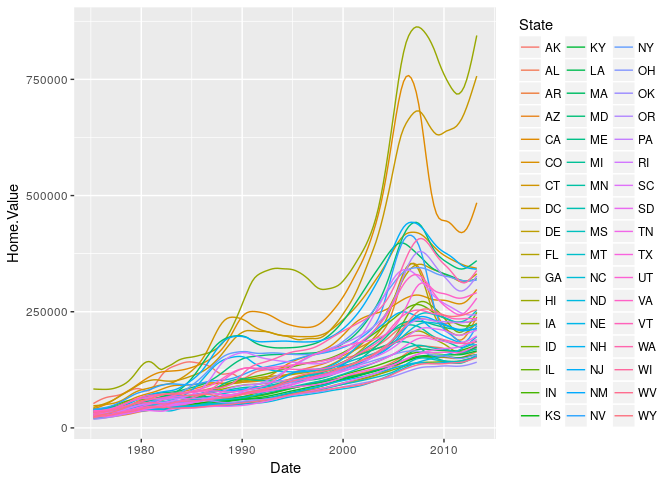 State
AK KY NY
AL LA OH
AR MA OK
AZ MD OR
CA ME PA
CO MI RI
CT MN SC
DC MO SD
DE MS TN
FL MT TX
GA NC UT
HI ND VA
IA NE VT
ID NH WA
IL NJ WI
IN NM WV
KS NV WY
750000
500000
250000
0
Home.Value
1980 1990 2000 2010
Date